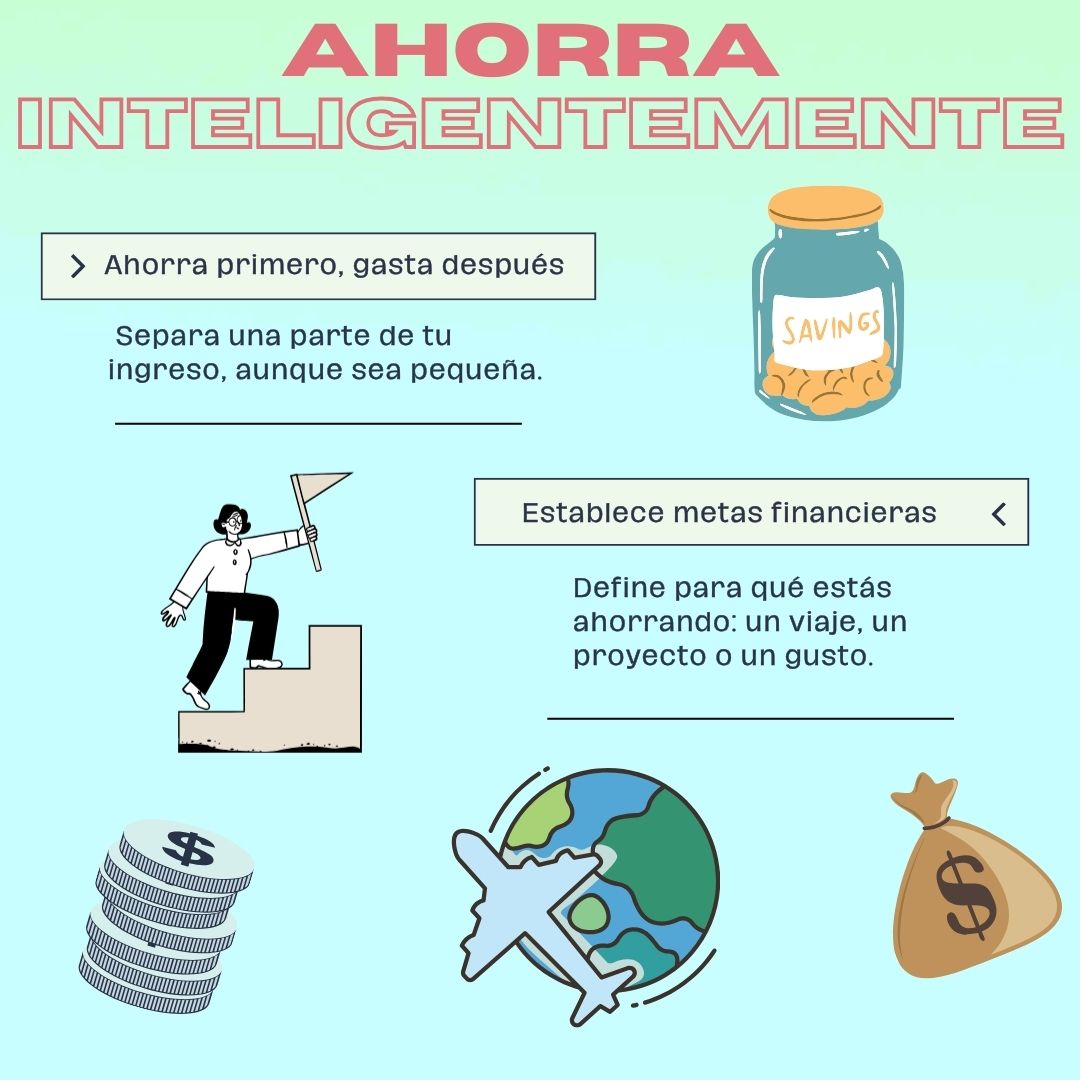 AHORRA
INTELIGENTEMENTE
> Ahorra primero, gasta después
Separa una parte de tu
ingreso, aunque sea pequeña.
SAVINGS
Establece metas financieras <
Define para qué estás
ahorrando: un viaje, un
proyecto o un gusto.
$
$